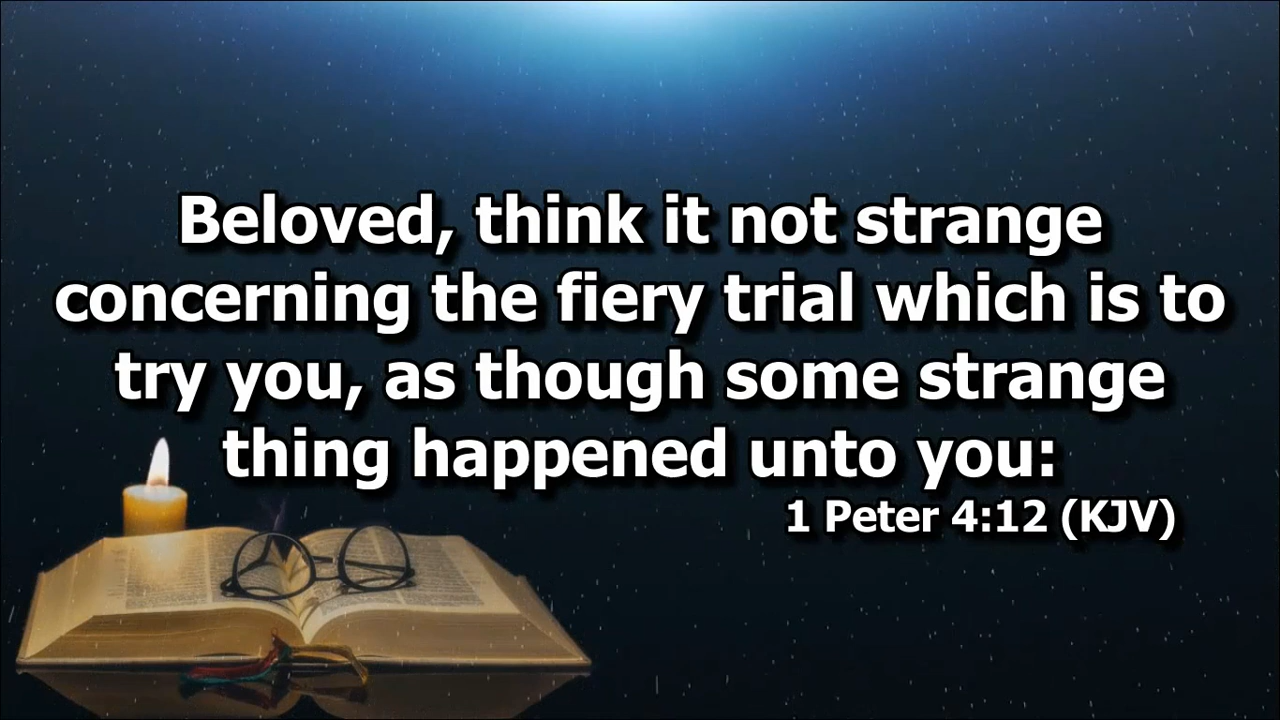 Beloved, think it not strange
concerning the fiery trial which is to
try you, as though some strange
thing happened unto you:
1 Peter 4:12 (KJV)